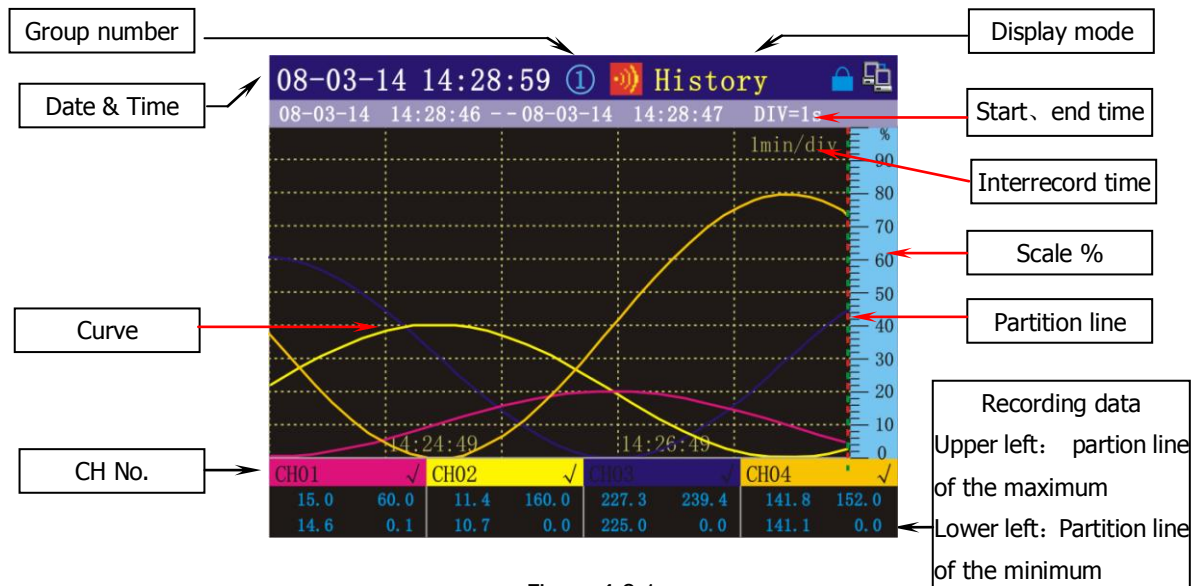 Group number
Display mode
08-03-14 14:28:59 ① History
Date & Time
08-03-14 14:28:46 --08-03-14 14:28:47 DIV=1s
Start、end time
1min/div
%
90
Interrecord time
80
70
Scale %
60
50
Partition line
40
Curve
30
20
10
0
14:24:49 14:26:49
CH No.
CH01 √ CH02 √ CH03 √ CH04 √
15.0 60.0 11.4 160.0 227.3 239.4 141.8 152.0
14.6 0.1 10.7 0.0 225.0 0.0 141.1 0.0
Recording data
Upper left: partion line
of the maximum
Lower left: Partition line
of the minimum